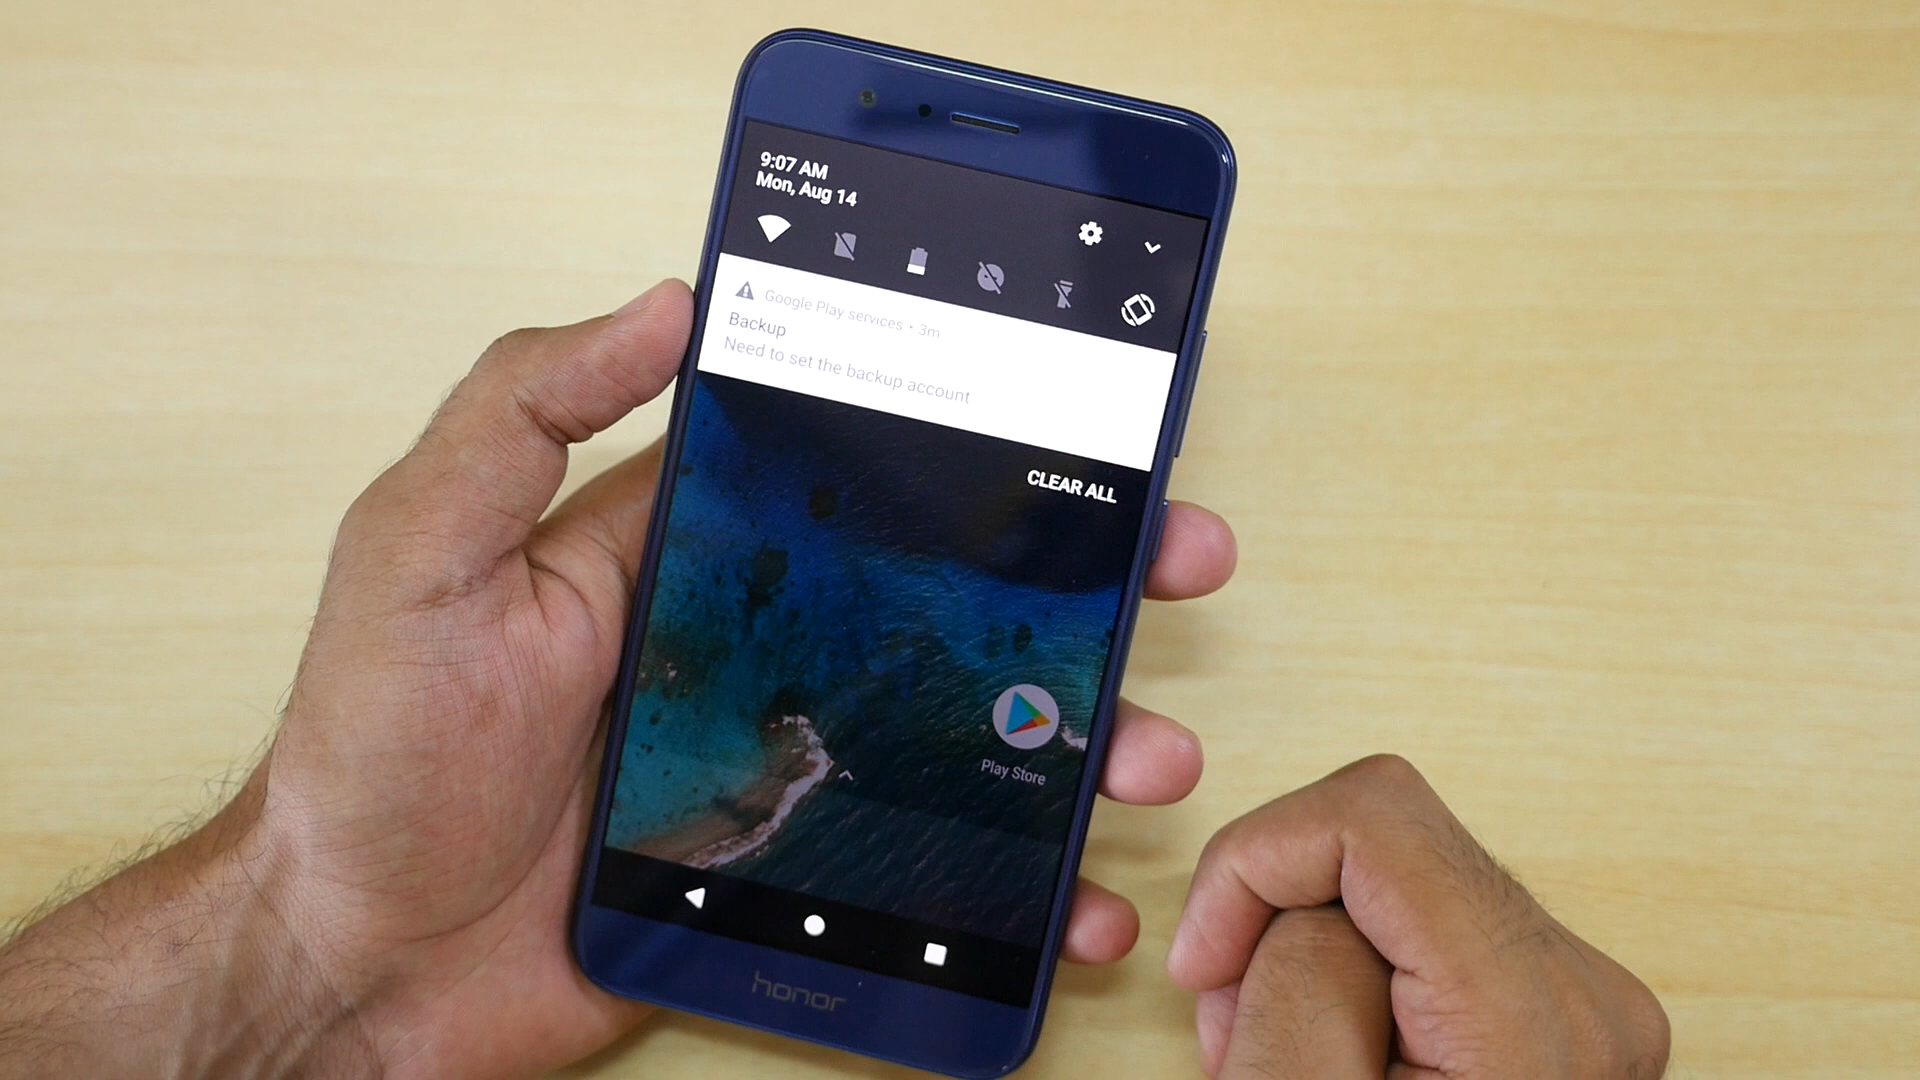 9:07 AM
Mon, Aug 14
Google Play services • 3m
Backup
Need to set the backup account
CLEAR ALL
Play Store
honor